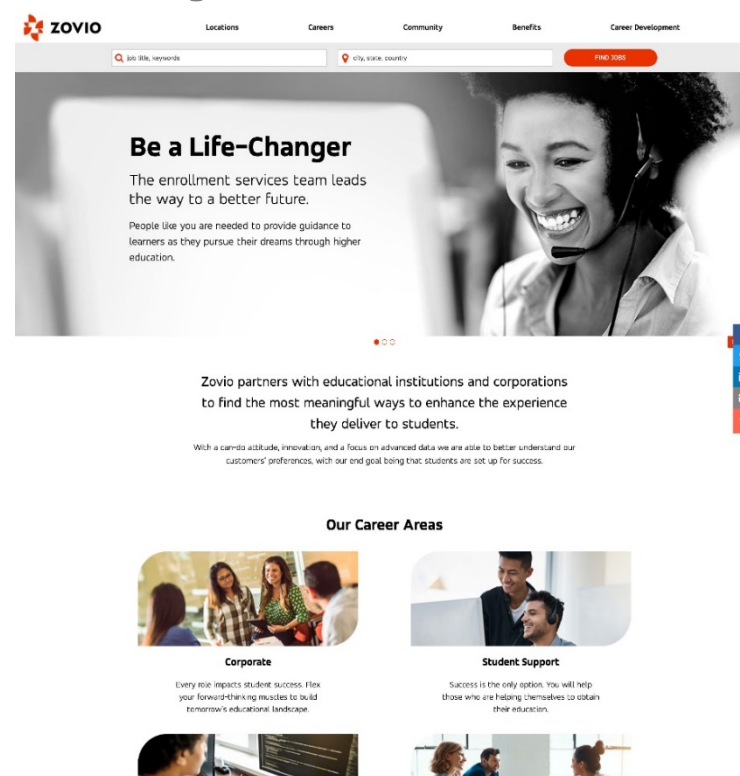 ZOVIO
Locations
Careers
Community
Benefits
Career Development
job title, keywords
city, state, country
FIND JOBS
Be a Life-Changer
The enrollment services team leads
the way to a better future.
People like you are needed to provide guidance to
learners as they pursue their dreams through higher
education.
Zovio partners with educational institutions and corporations
to find the most meaningful ways to enhance the experience
they deliver to students.
With a can-do attitude, innovation, and a focus on advanced data we are able to better understand our
customers' preferences, with our end goal being that students are set up for success.
Our Career Areas
Corporate
Every role impacts student success. Flex
your forward-thinking muscles to build
tomorrow's educational landscape.
Student Support
Success is the only option. You will help
those who are helping themselves to obtain
their education.